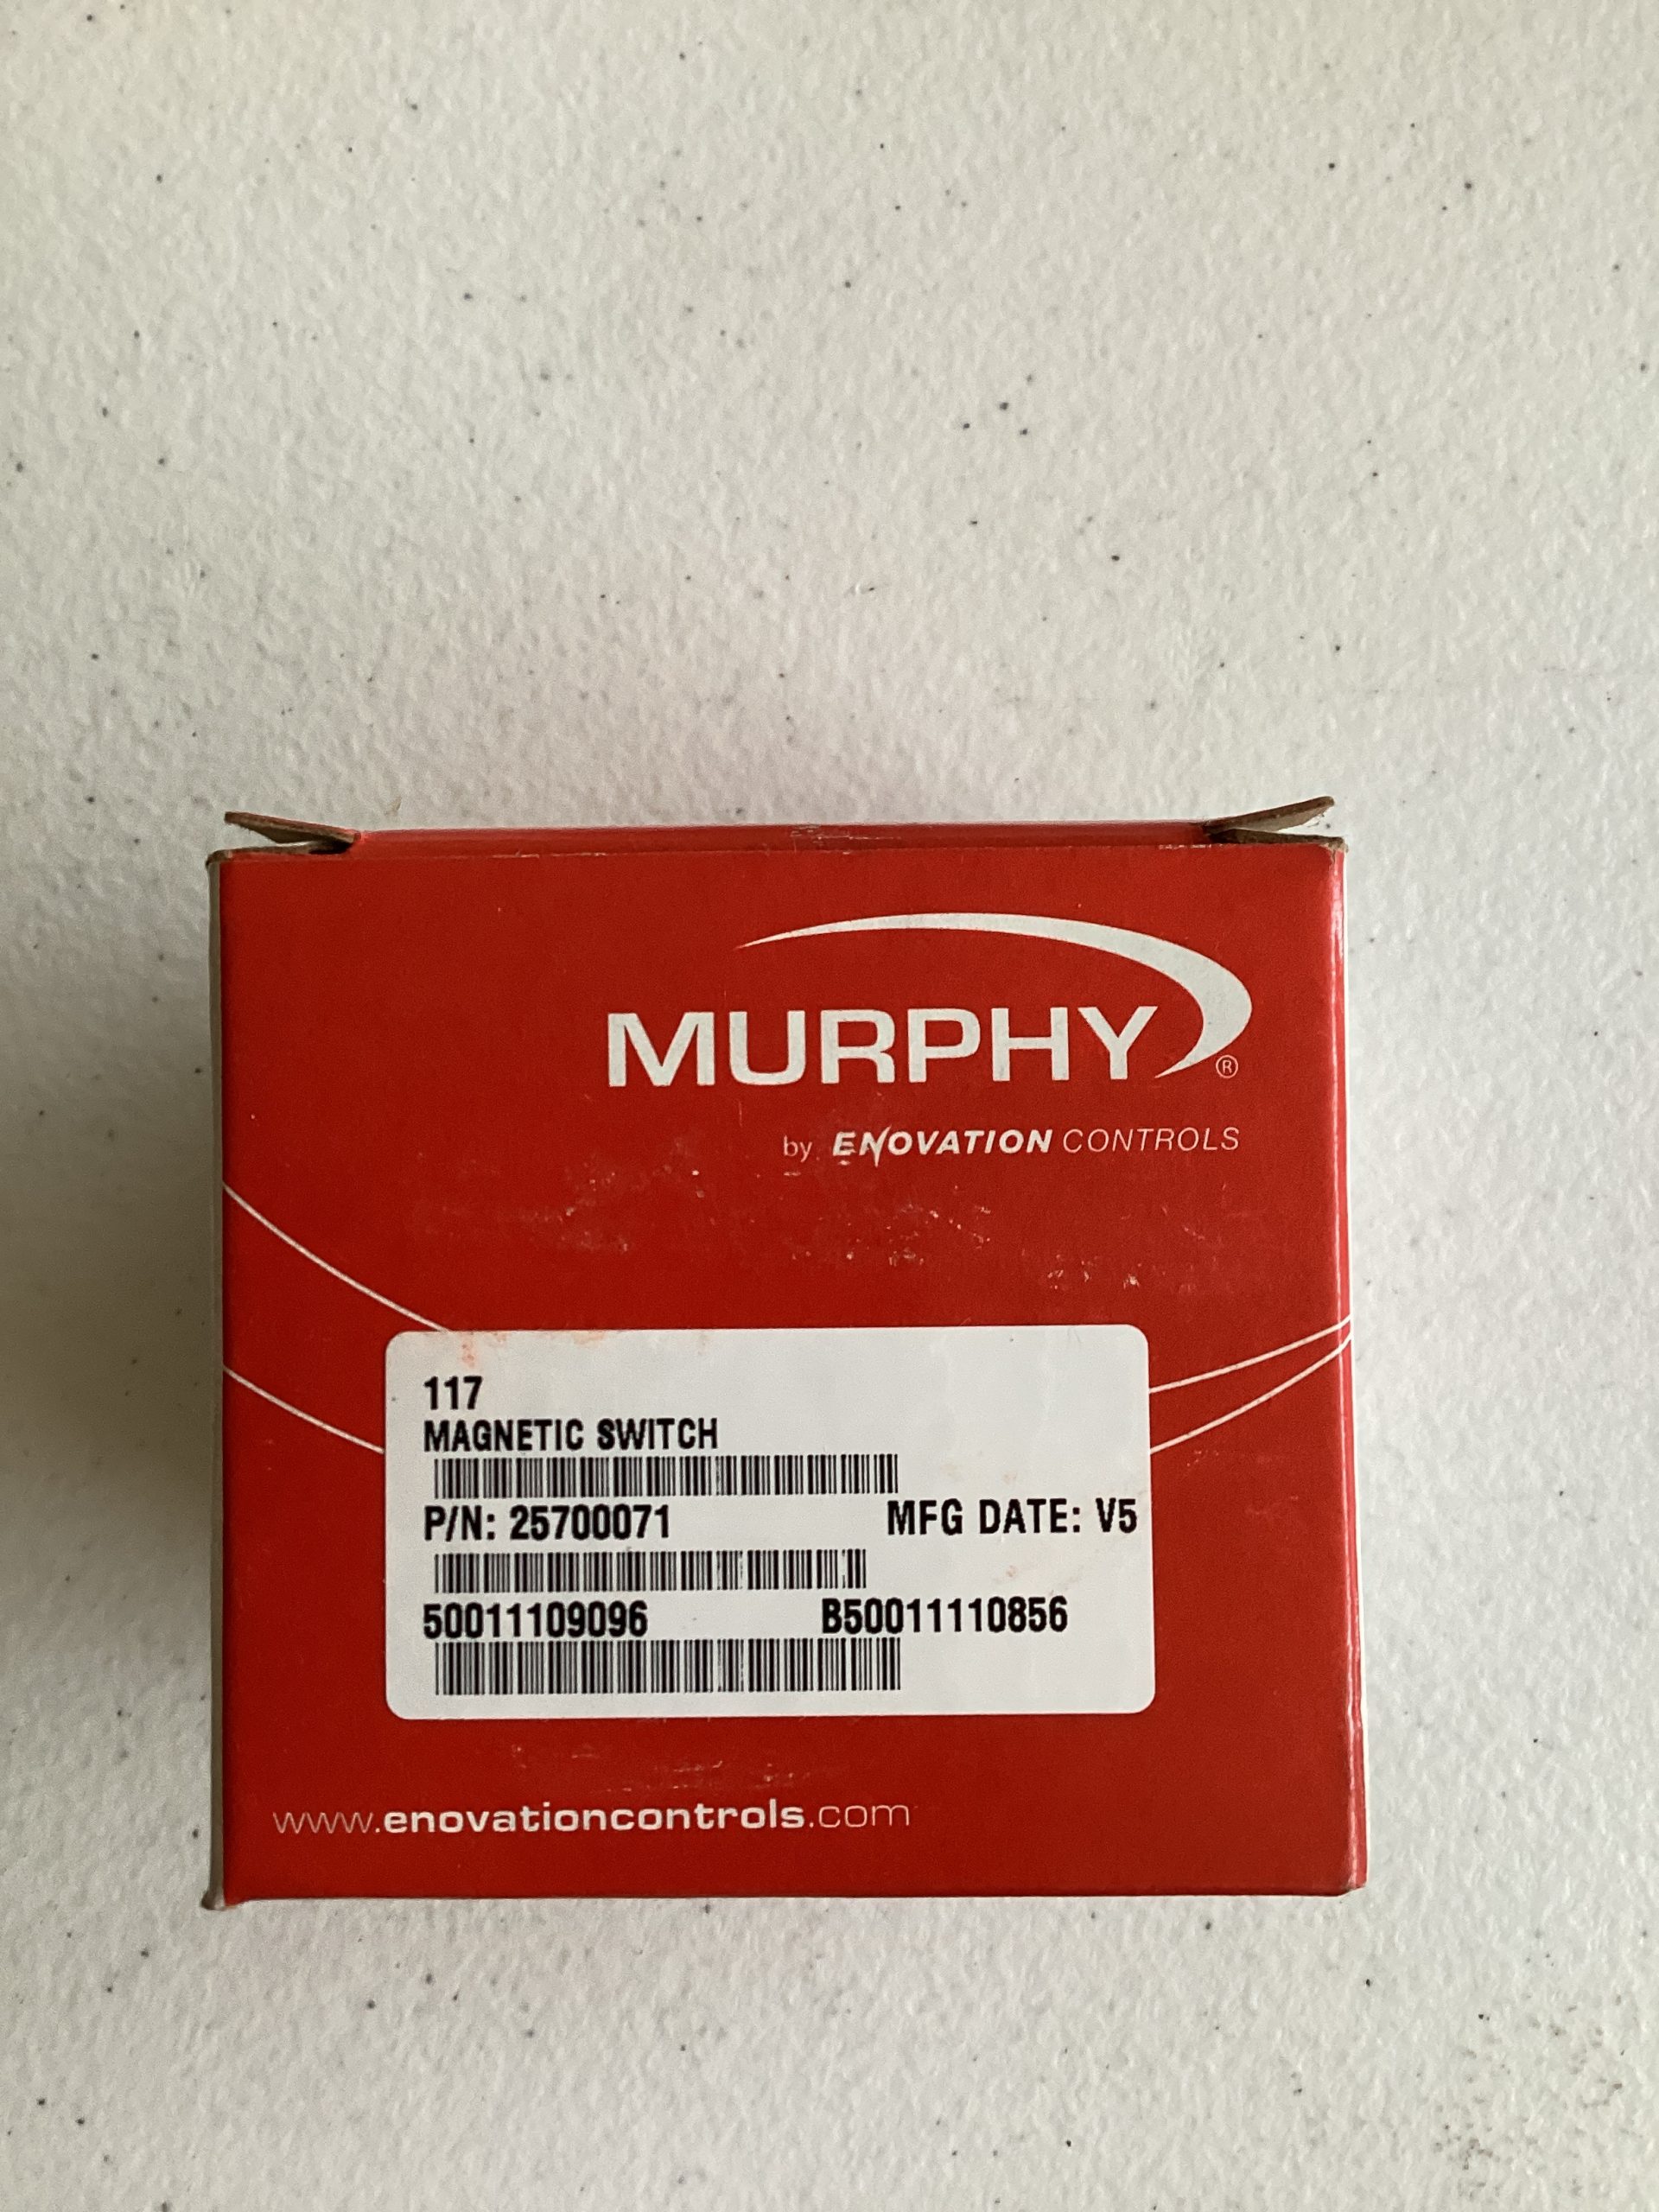 MURPHY®
by ENOVATION CONTROLS
117
MAGNETIC SWITCH
P/N: 25700071 MFG DATE: V5
50011109096 B50011110856
www.enovationcontrols.com